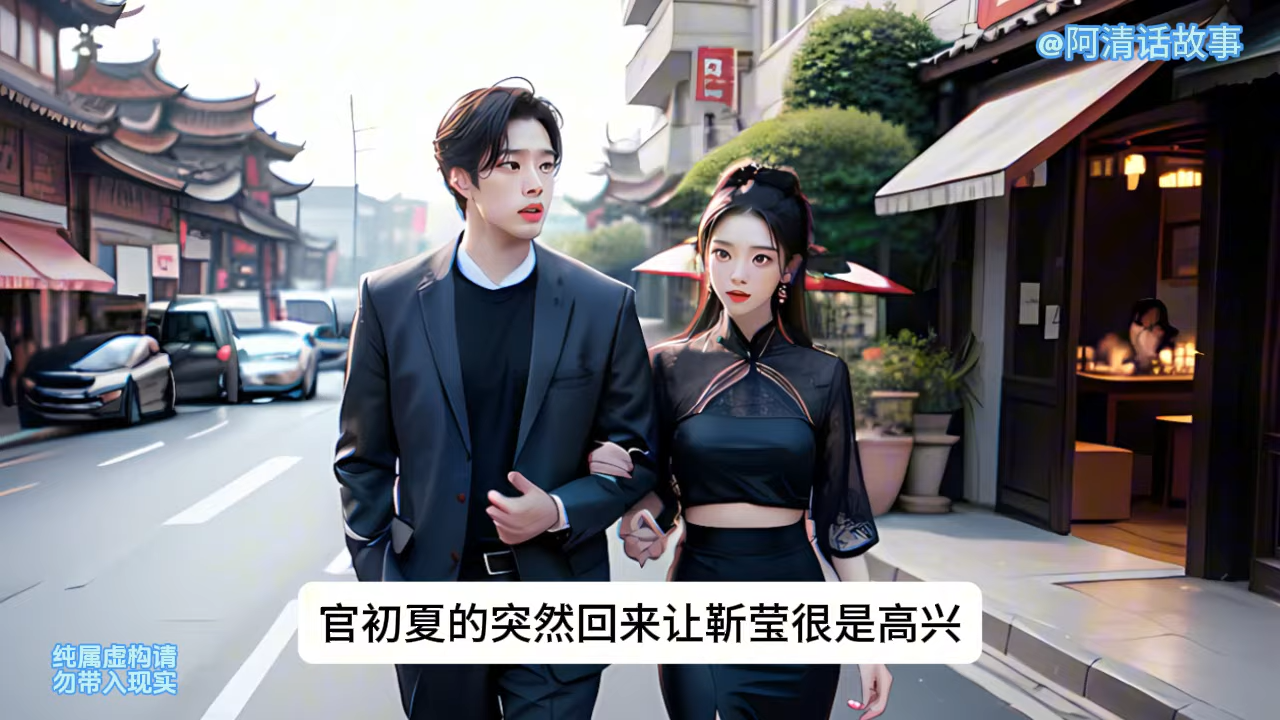 @阿清话故事
官初夏的突然回来让靳莹很是高兴
纯属虚构请
勿带入现实